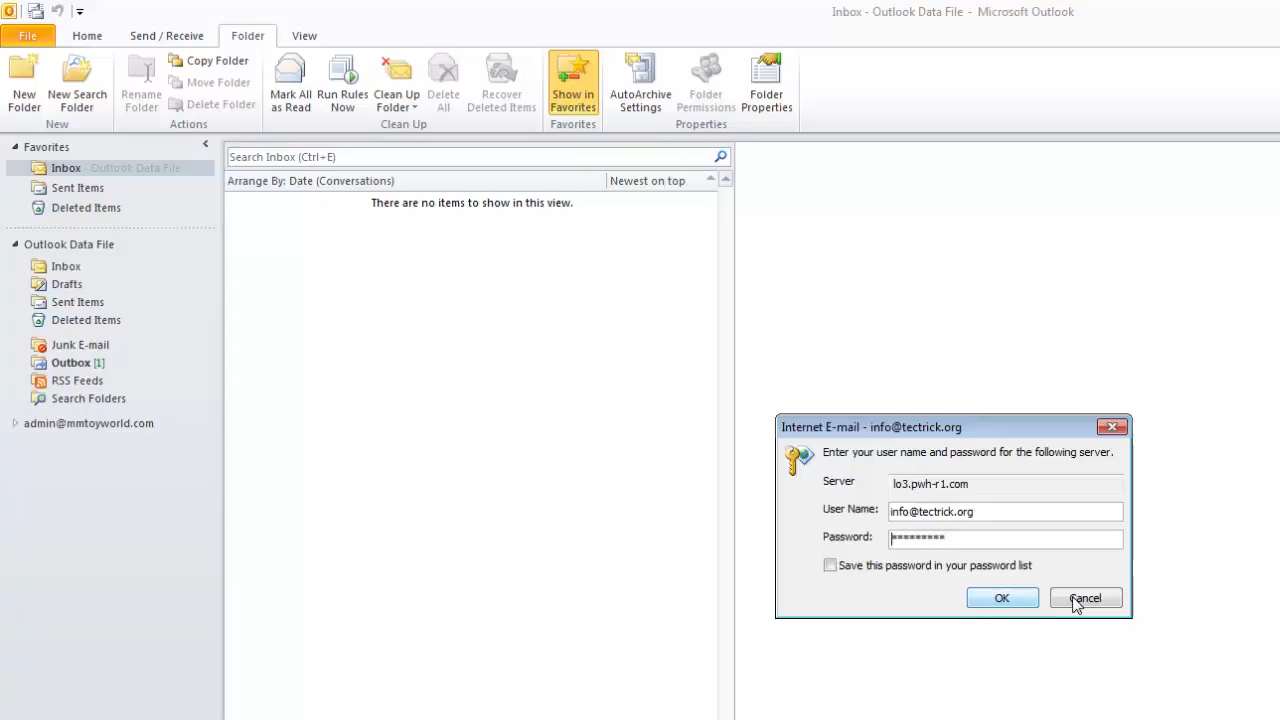 Inbox - Outlook Data File - Microsoft Outlook
File Home Send / Receive Folder View
New Folder
New Search Folder
New
Rename Folder
Copy Folder
Move Folder
Delete Folder
Actions
Mark All as Read
Run Rules Now
Clean Up Folder
Delete All
Recover Deleted Items
Clean Up
Show in Favorites
Favorites
AutoArchive Settings
Folder Permissions
Folder Properties
Properties
Favorites
Inbox - Outlook Data File
Sent Items
Deleted Items
Outlook Data File
Inbox
Drafts
Sent Items
Deleted Items
Junk E-mail
Outbox [1]
RSS Feeds
Search Folders
admin@mmtoyworld.com
Search Inbox (Ctrl+E)
Arrange By: Date (Conversations) Newest on top
There are no items to show in this view.
Internet E-mail - info@tectrick.org
Enter your user name and password for the following server.
Server lo3.pwh-r1.com
User Name: info@tectrick.org
Password: *********
Save this password in your password list
OK Cancel